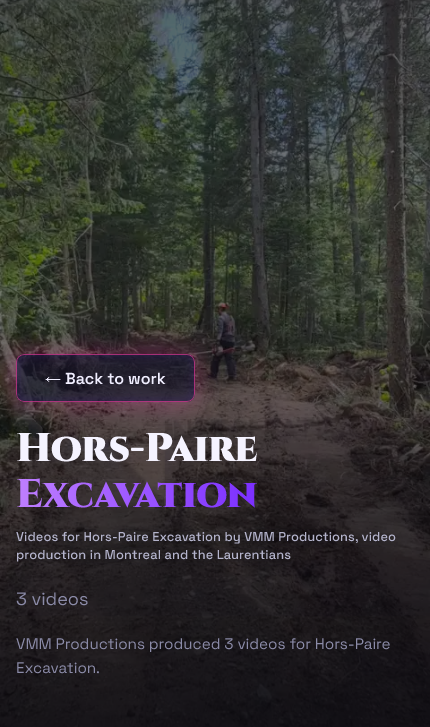 ← Back to work
Hors-Paire
Excavation
Videos for Hors-Paire Excavation by VMM Productions, video
production in Montreal and the Laurentians
3 videos
VMM Productions produced 3 videos for Hors-Paire
Excavation.